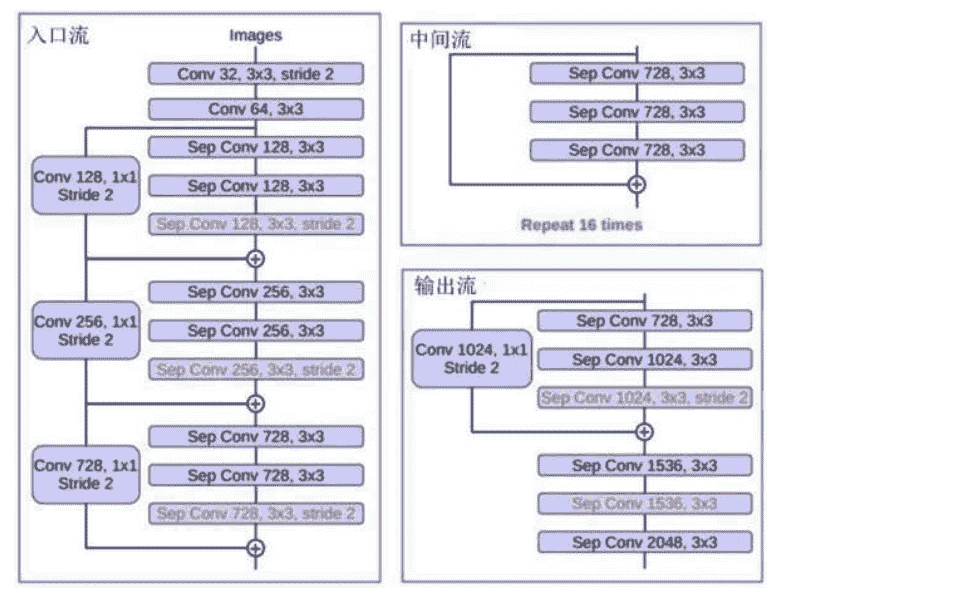 入口流
Images
Conv 32, 3x3, stride 2
Conv 64, 3x3
Sep Conv 128, 3x3
Conv 128, 1x1
Stride 2
Sep Conv 128, 3x3
Sep Conv 128, 3x3, stride 2
Sep Conv 256, 3x3
Conv 256, 1x1
Stride 2
Sep Conv 256, 3x3
Sep Conv 256, 3x3, stride 2
Sep Conv 728, 3x3
Conv 728, 1x1
Stride 2
Sep Conv 728, 3x3
Sep Conv 728, 3x3, stride 2
中间流
Sep Conv 728, 3x3
Sep Conv 728, 3x3
Sep Conv 728, 3x3
Repeat 16 times
输出流
Sep Conv 728, 3x3
Conv 1024, 1x1
Stride 2
Sep Conv 1024, 3x3
Sep Conv 1024, 3x3, stride 2
Sep Conv 1536, 3x3
Sep Conv 1536, 3x3
Sep Conv 2048, 3x3